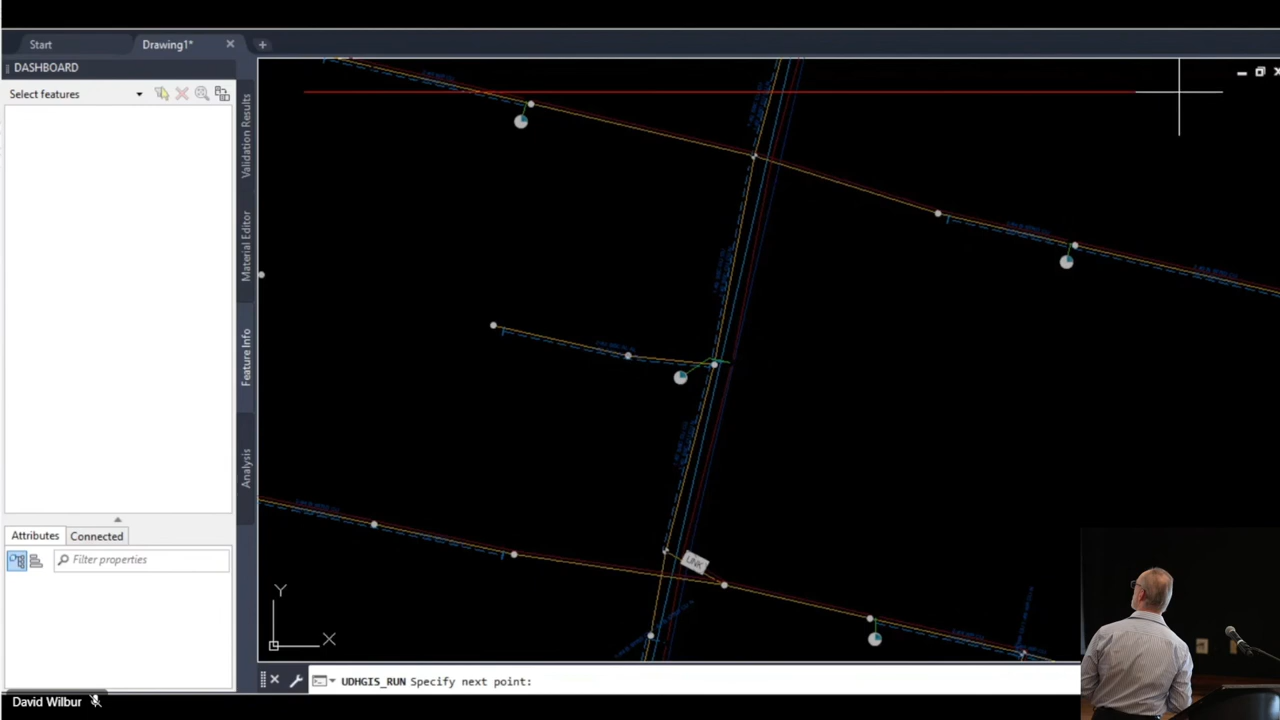 Start
Drawing1*
DASHBOARD
Select features
Validation Results
Material Editor
Feature Info
Analysis
LINK
Attributes
Connected
Filter properties
Y
X
UDHGIS_RUN Specify next point:
David Wilbur